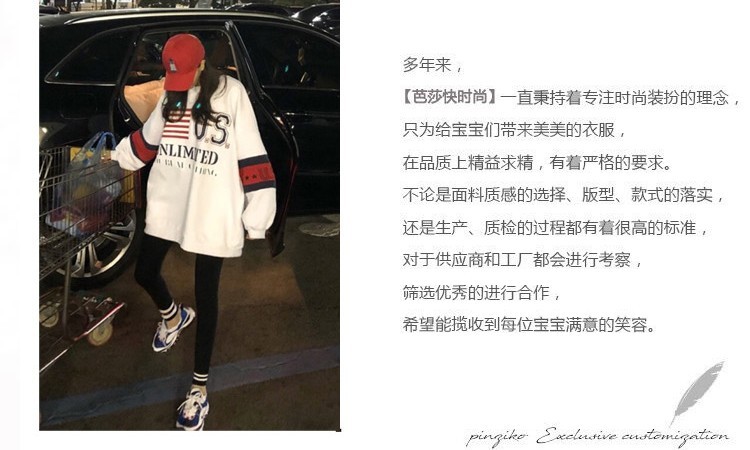 多年来，
【芭莎快时尚】一直秉持着专注时尚装扮的理念，
只为给宝宝们带来美美的衣服，
在品质上精益求精，有着严格的要求。
不论是面料质感的选择、版型、款式的落实，
还是生产、质检的过程都有着很高的标准，
对于供应商和工厂都会进行考察，
筛选优秀的进行合作，
希望能揽收到每位宝宝满意的笑容。
U.S
UNLIMITED
pinziko Exclusive customization